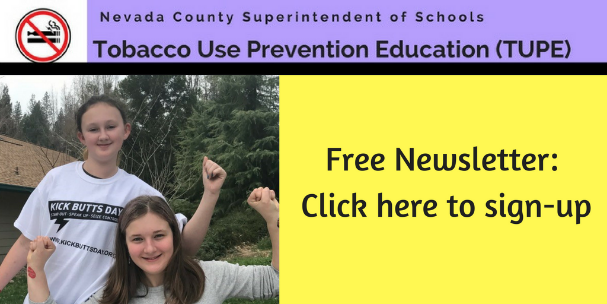 Nevada County Superintendent of Schools
Tobacco Use Prevention Education (TUPE)
KICK BUTTS DAY
Free Newsletter:
Click here to sign-up